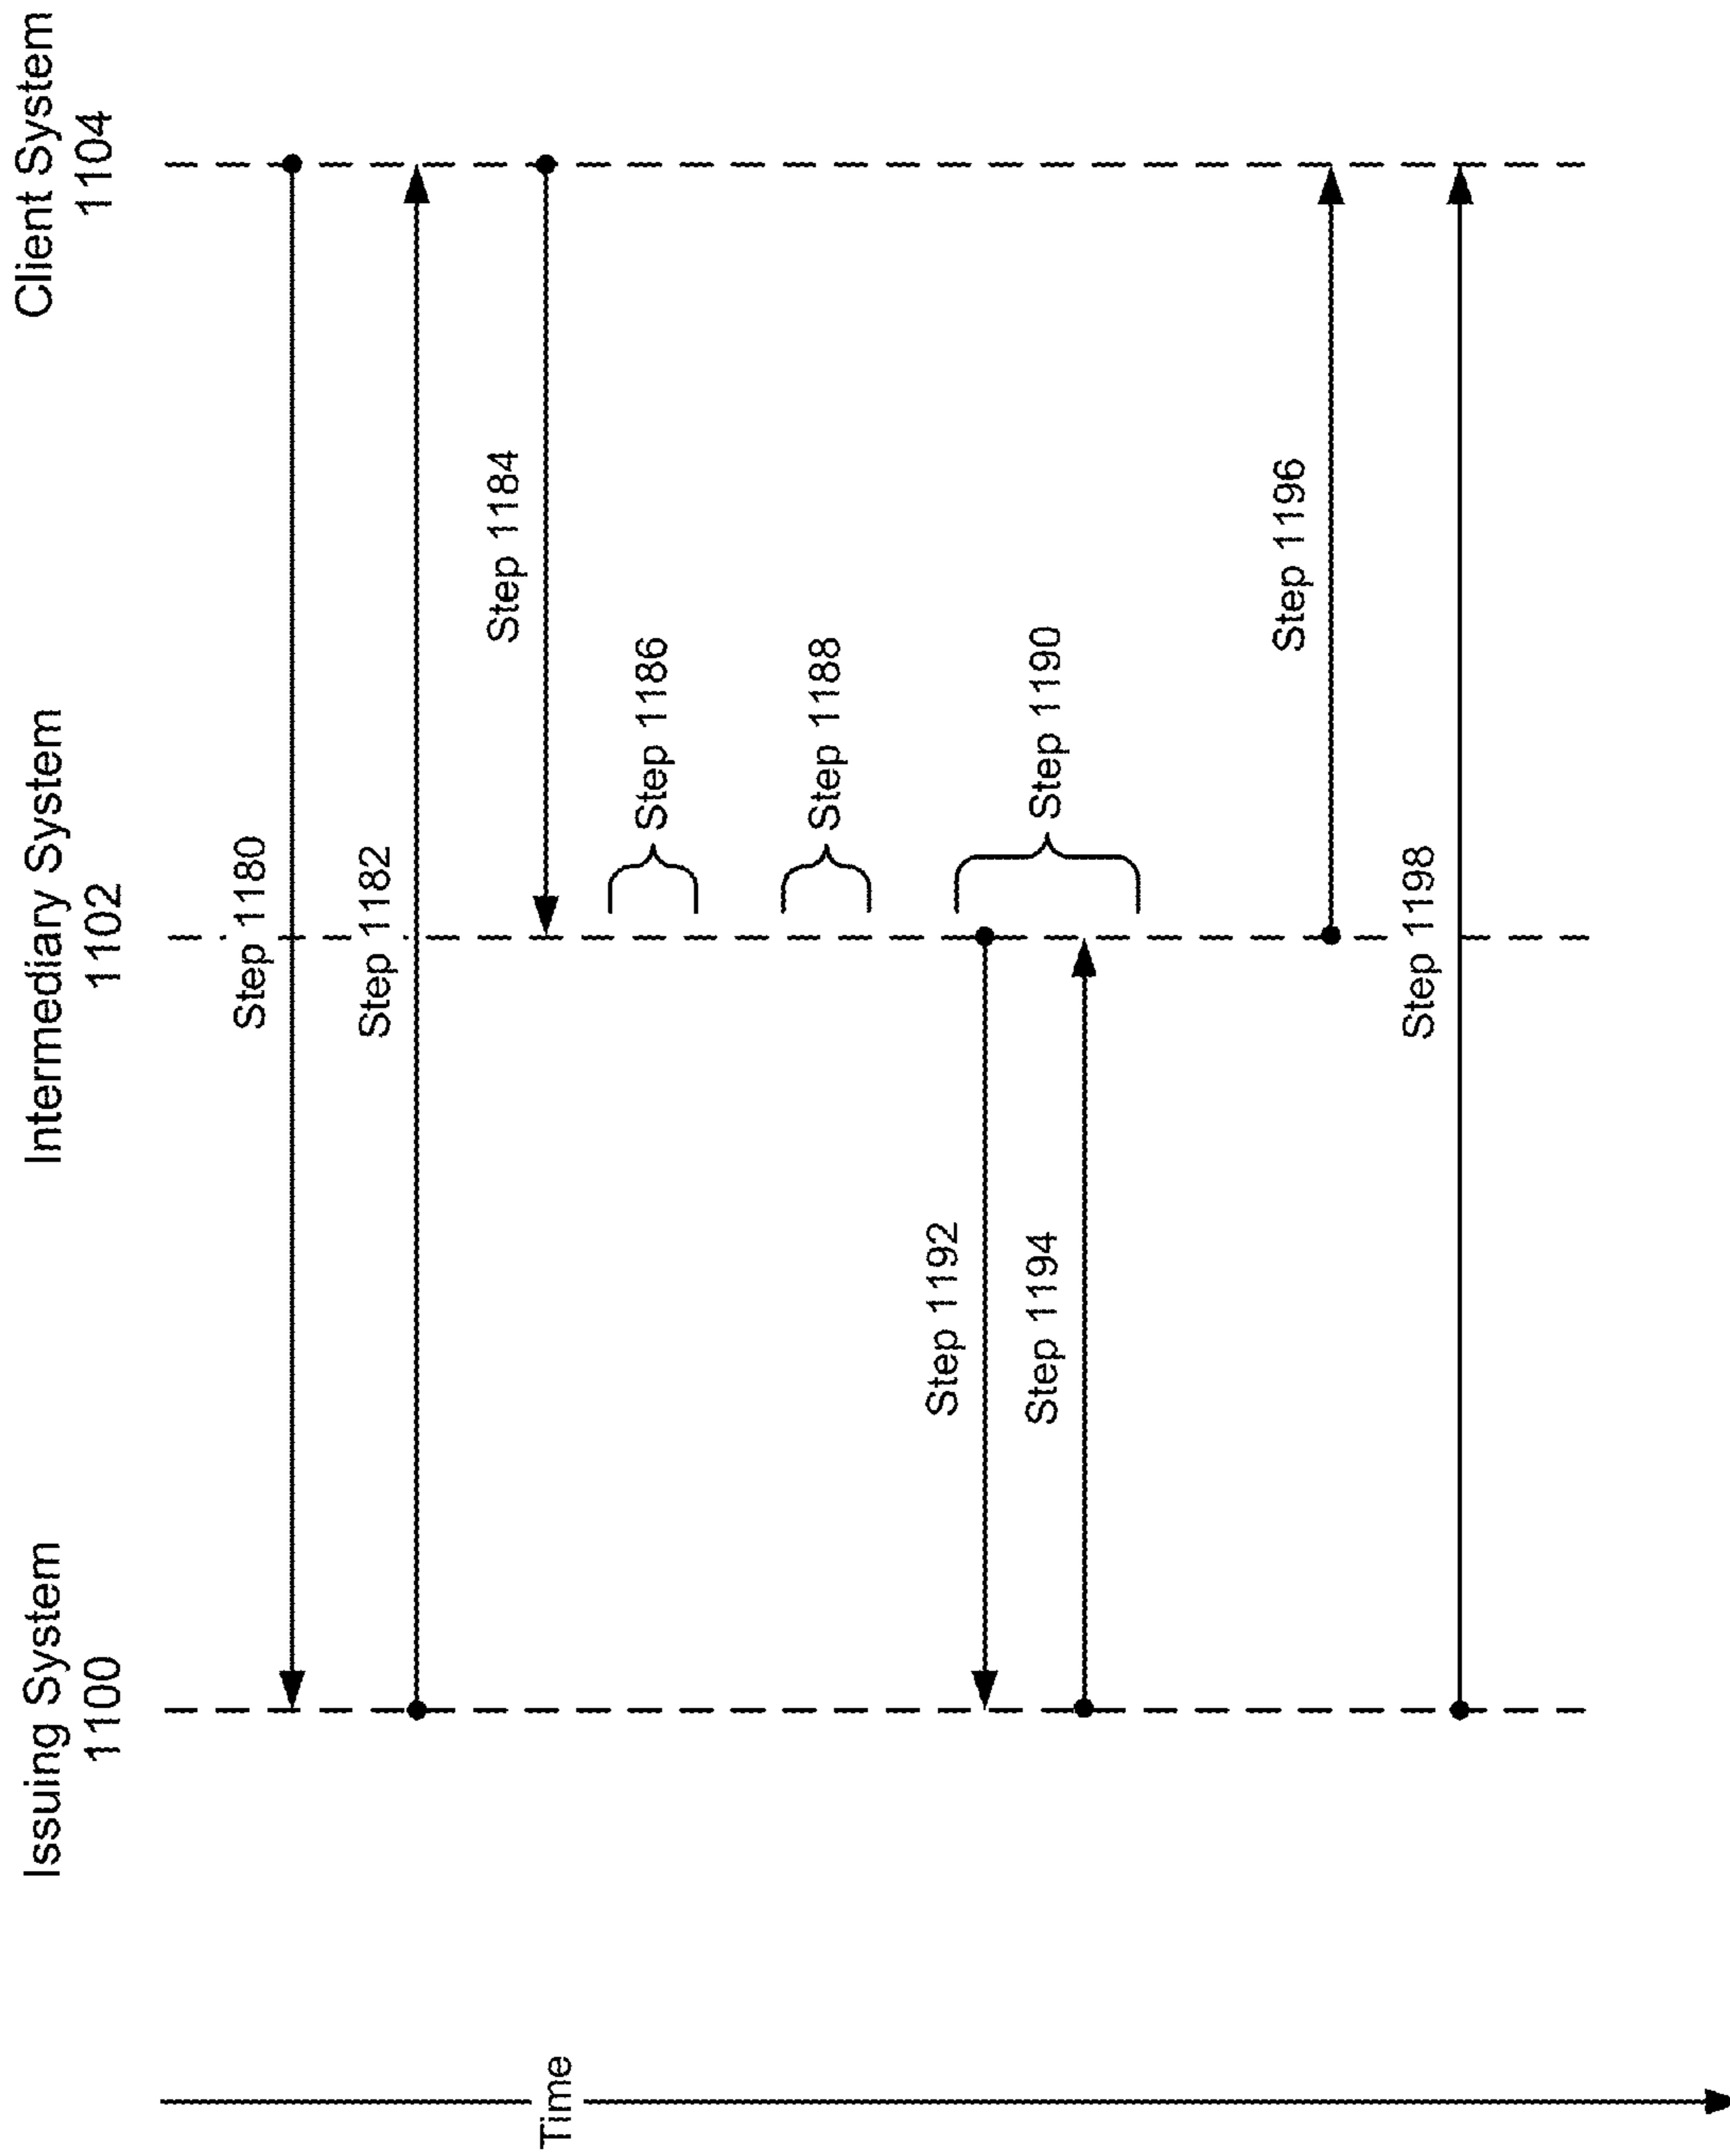 Issuing System
1100
Intermediary System
1102
Client System
1104
Time
Step 1180
Step 1182
Step 1184
Step 1186
Step 1188
Step 1190
Step 1192
Step 1194
Step 1196
Step 1198